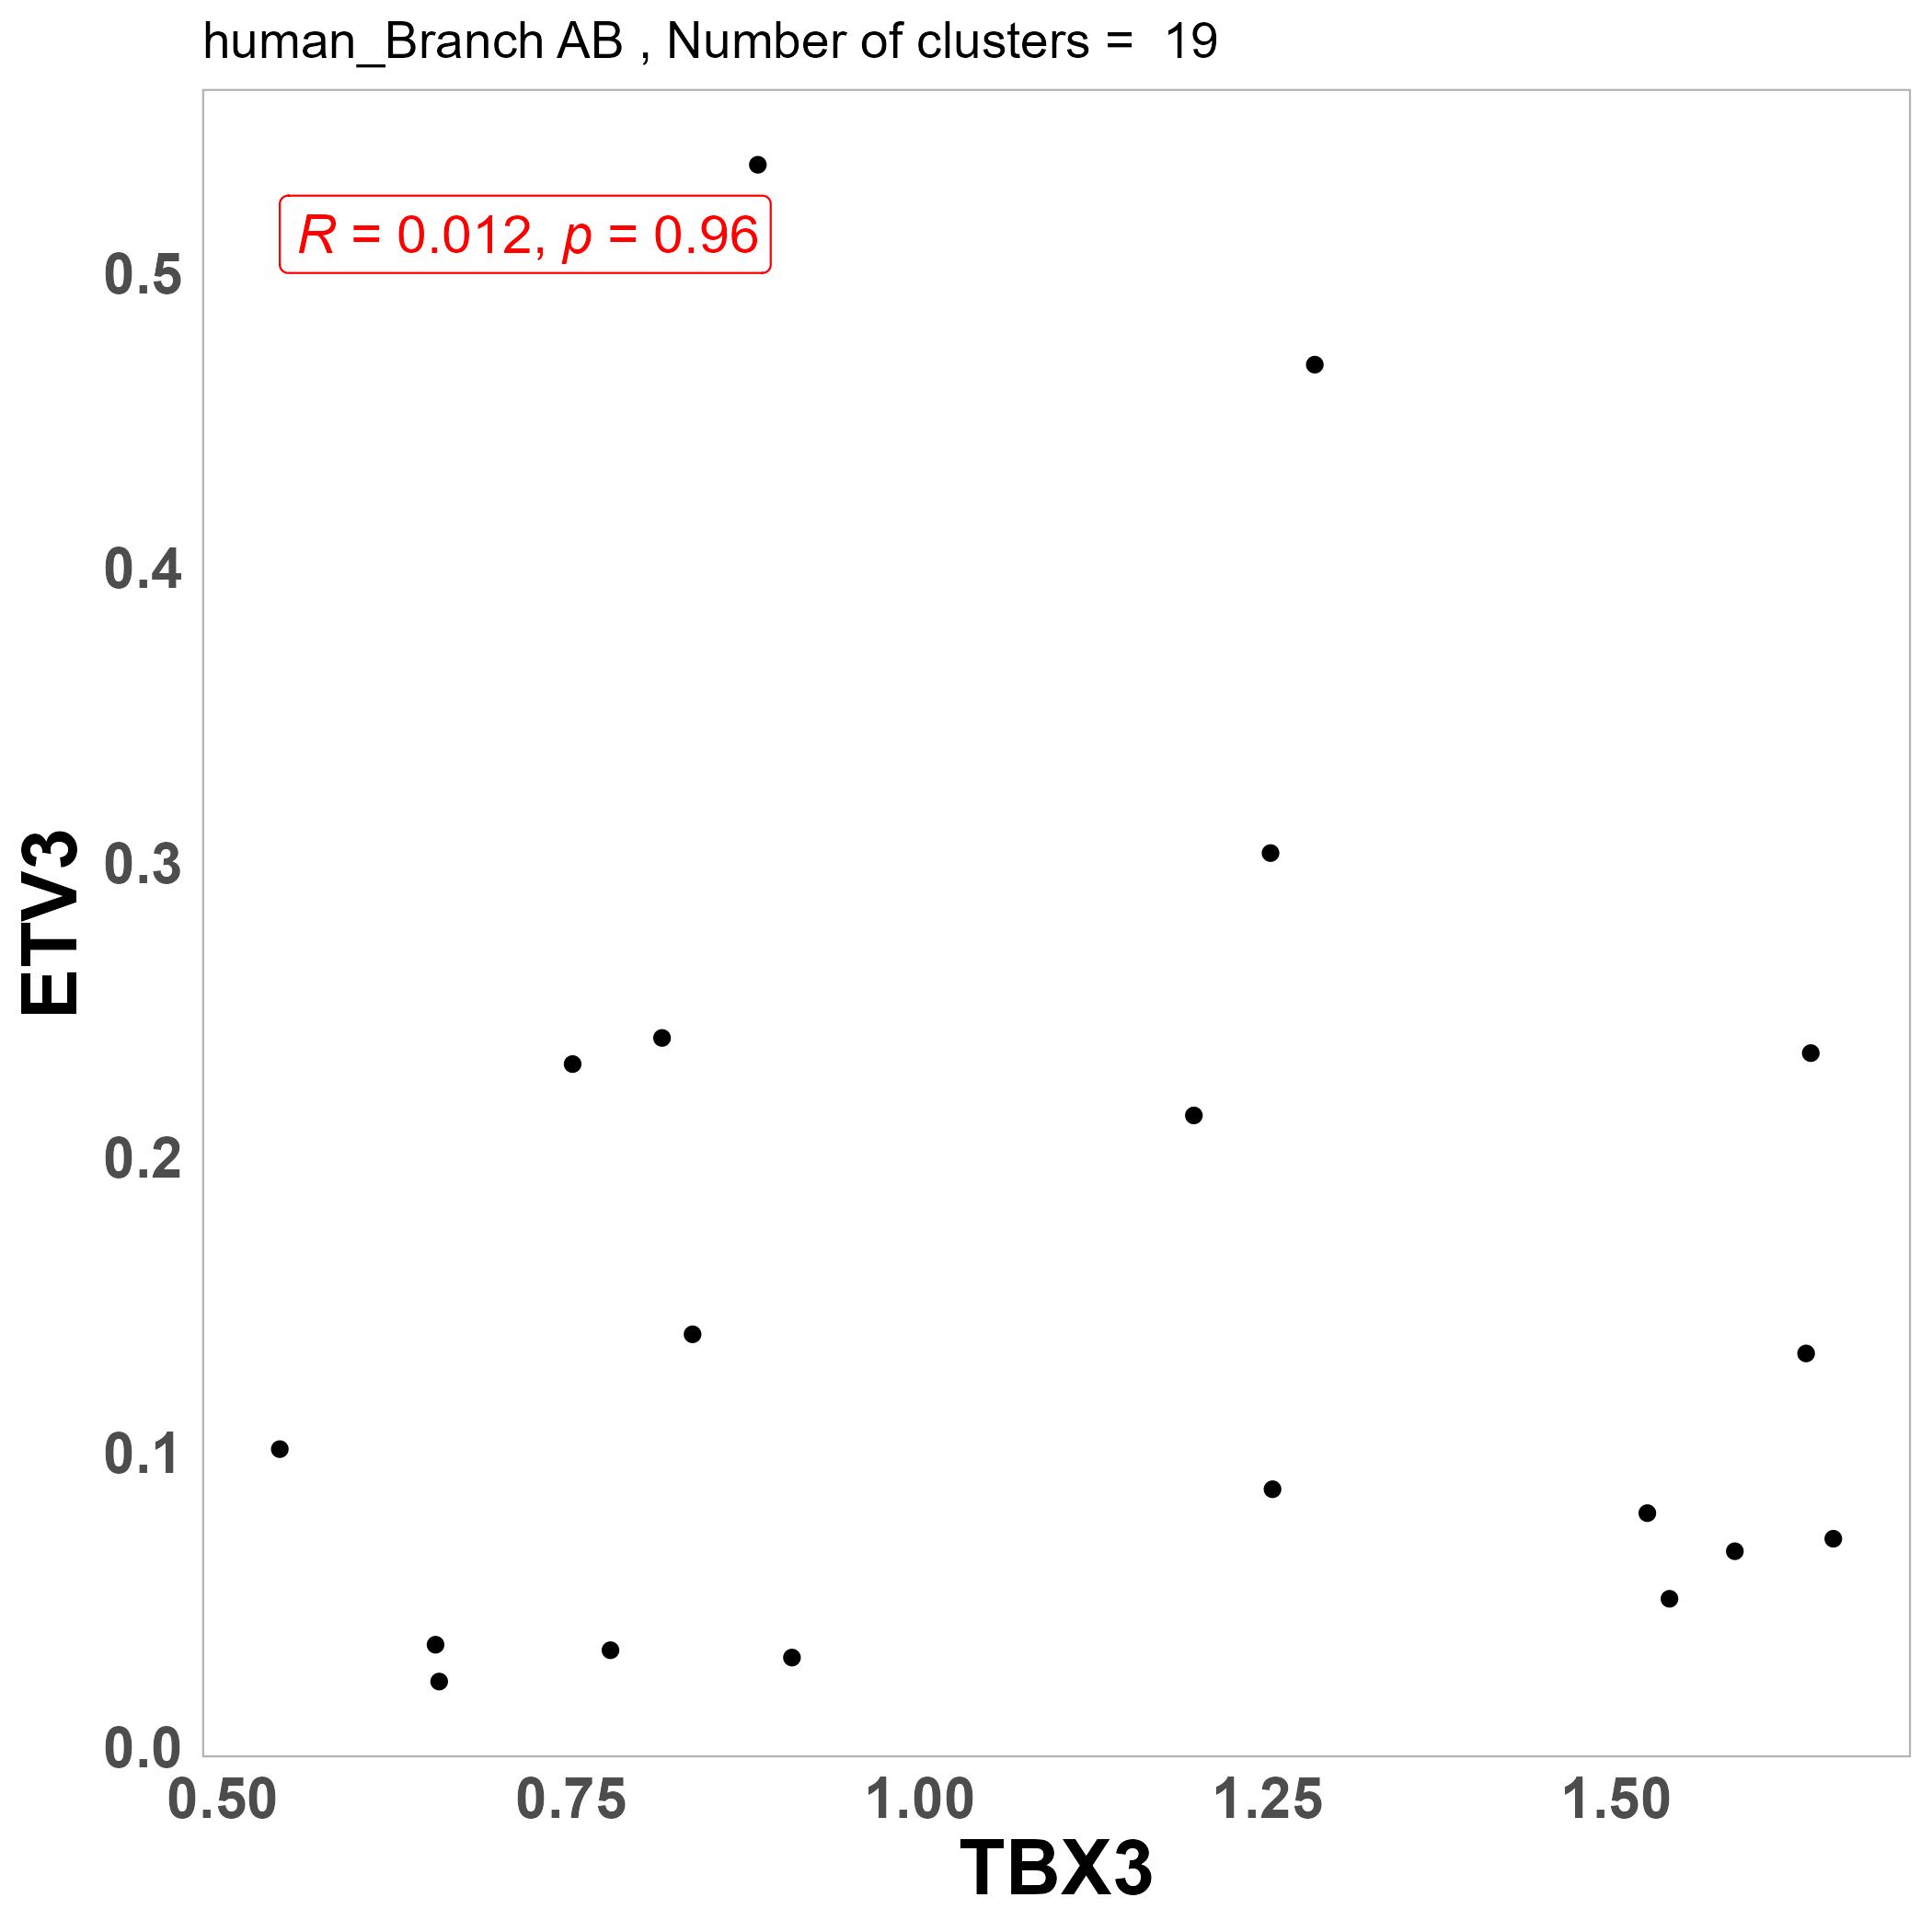 human_Branch AB , Number of clusters =  19
R = 0.012, p = 0.96
0.5
0.4
0.3
0.2
0.1
0.0
ETV3
0.50 0.75 1.00 1.25 1.50
TBX3